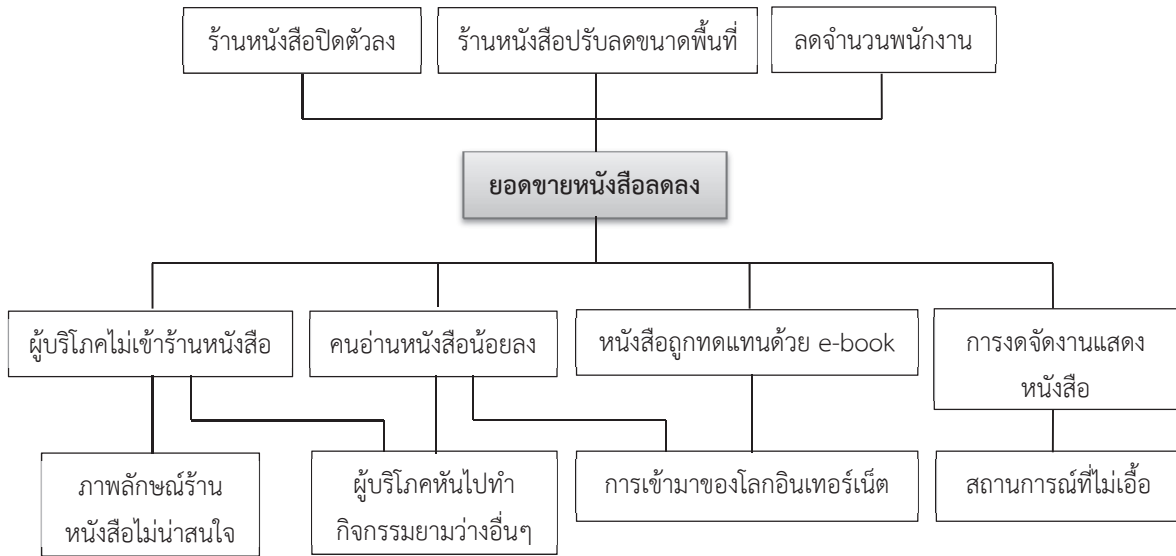 ร้านหนังสือปิดตัวลง
ร้านหนังสือปรับลดขนาดพื้นที่
ลดจำนวนพนักงาน
ยอดขายหนังสือลดลง
ผู้บริโภคไม่เข้าร้านหนังสือ
คนอ่านหนังสือน้อยลง
หนังสือถูกทดแทนด้วย e-book
การงดจัดงานแสดง
หนังสือ
ภาพลักษณ์ร้าน
หนังสือไม่น่าสนใจ
ผู้บริโภคหันไปทำ
กิจกรรมยามว่างอื่นๆ
การเข้ามาของโลกอินเทอร์เน็ต
สถานการณ์ที่ไม่เอื้อ